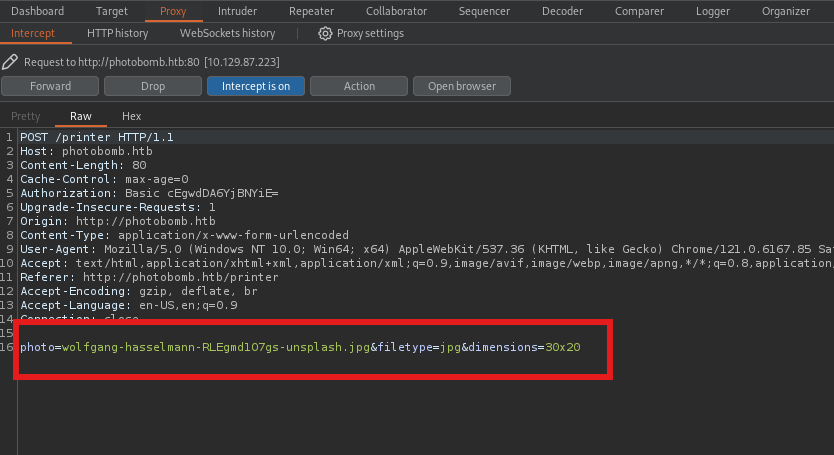 Dashboard Target Proxy Intruder Repeater Collaborator Sequencer Decoder Comparer Logger Organizer
Intercept HTTP history WebSockets history Proxy settings
Request to http://photobomb.htb:80 [10.129.87.223]
Forward Drop Intercept is on Action Open browser
Pretty Raw Hex
1 POST /printer HTTP/1.1
2 Host: photobomb.htb
3 Content-Length: 80
4 Cache-Control: max-age=0
5 Authorization: Basic cEgwdDA6YjBNYiE=
6 Upgrade-Insecure-Requests: 1
7 Origin: http://photobomb.htb
8 Content-Type: application/x-www-form-urlencoded
9 User-Agent: Mozilla/5.0 (Windows NT 10.0; Win64; x64) AppleWebKit/537.36 (KHTML, like Gecko) Chrome/121.0.6167.85 Sa
10 Accept: text/html,application/xhtml+xml,application/xml;q=0.9,image/avif,image/webp,image/apng,*/*;q=0.8,application/
11 Referer: http://photobomb.htb/printer
12 Accept-Encoding: gzip, deflate, br
13 Accept-Language: en-US,en;q=0.9
14 Connection: close
15
16 photo=wolfgang-hasselmann-RLEgmd1O7gs-unsplash.jpg&filetype=jpg&dimensions=30x20